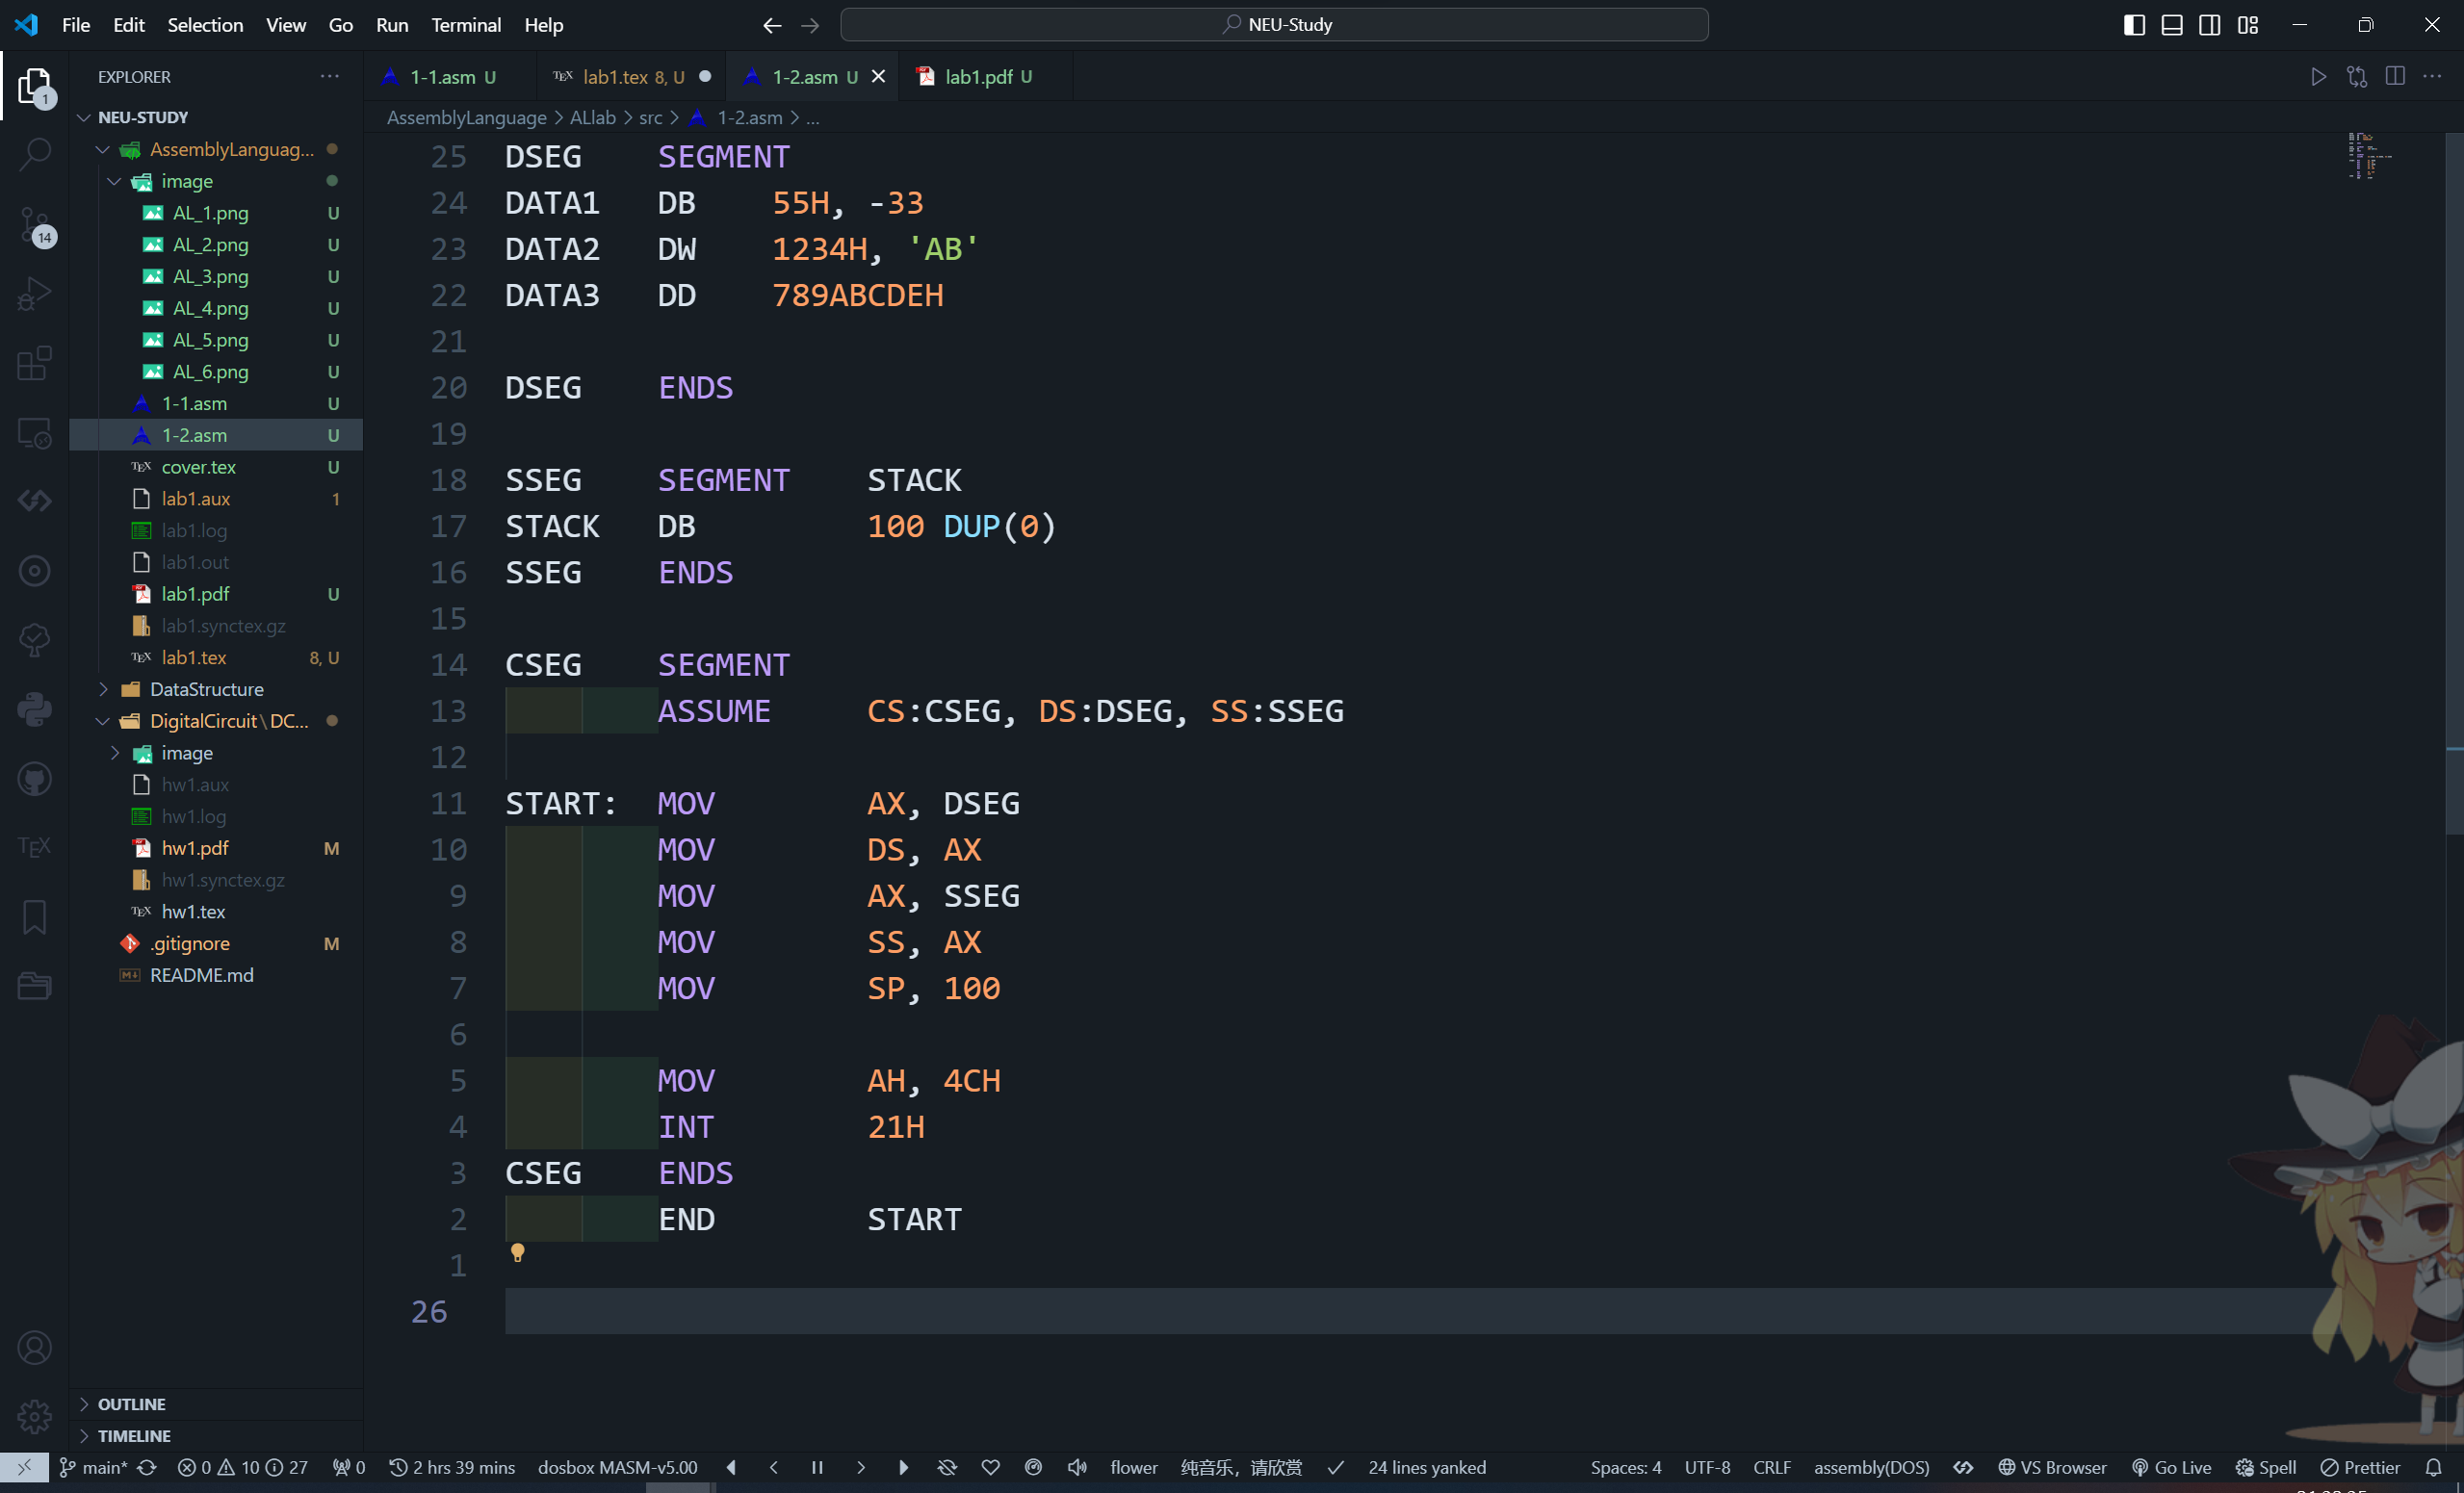 File Edit Selection View Go Run Terminal Help
NEU-Study
EXPLORER
1-1.asm U
lab1.tex 8, U
1-2.asm U
lab1.pdf U
NEU-STUDY
AssemblyLanguage > ALlab > src > 1-2.asm > ...
AssemblyLanguag...
image
AL_1.png U
AL_2.png U
AL_3.png U
AL_4.png U
AL_5.png U
AL_6.png U
1-1.asm U
1-2.asm U
cover.tex U
lab1.aux 1
lab1.log
lab1.out
lab1.pdf U
lab1.synctex.gz
lab1.tex 8, U
DataStructure
DigitalCircuit\DC...
image
hw1.aux
hw1.log
hw1.pdf M
hw1.synctex.gz
hw1.tex
.gitignore M
README.md
OUTLINE
TIMELINE
1
14
TEX
25 DSEG SEGMENT
24 DATA1 DB 55H, -33
23 DATA2 DW 1234H, 'AB'
22 DATA3 DD 789ABCDEH
21
20 DSEG ENDS
19
18 SSEG SEGMENT STACK
17 STACK DB 100 DUP(0)
16 SSEG ENDS
15
14 CSEG SEGMENT
13 ASSUME CS:CSEG, DS:DSEG, SS:SSEG
12
11 START: MOV AX, DSEG
10 MOV DS, AX
9 MOV AX, SSEG
8 MOV SS, AX
7 MOV SP, 100
6
5 MOV AH, 4CH
4 INT 21H
3 CSEG ENDS
2 END START
1
26
main* 0 10 27 0 2 hrs 39 mins dosbox MASM-v5.00 flower 纯音乐，请欣赏 24 lines yanked Spaces: 4 UTF-8 CRLF assembly(DOS) VS Browser Go Live Spell Prettier